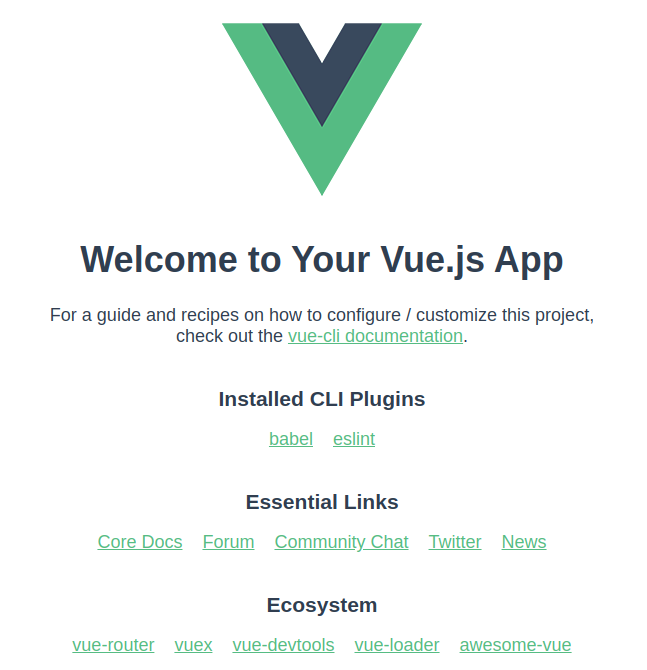 Welcome to Your Vue.js App
For a guide and recipes on how to configure / customize this project,
check out the vue-cli documentation.
Installed CLI Plugins
babel eslint
Essential Links
Core Docs Forum Community Chat Twitter News
Ecosystem
vue-router vuex vue-devtools vue-loader awesome-vue